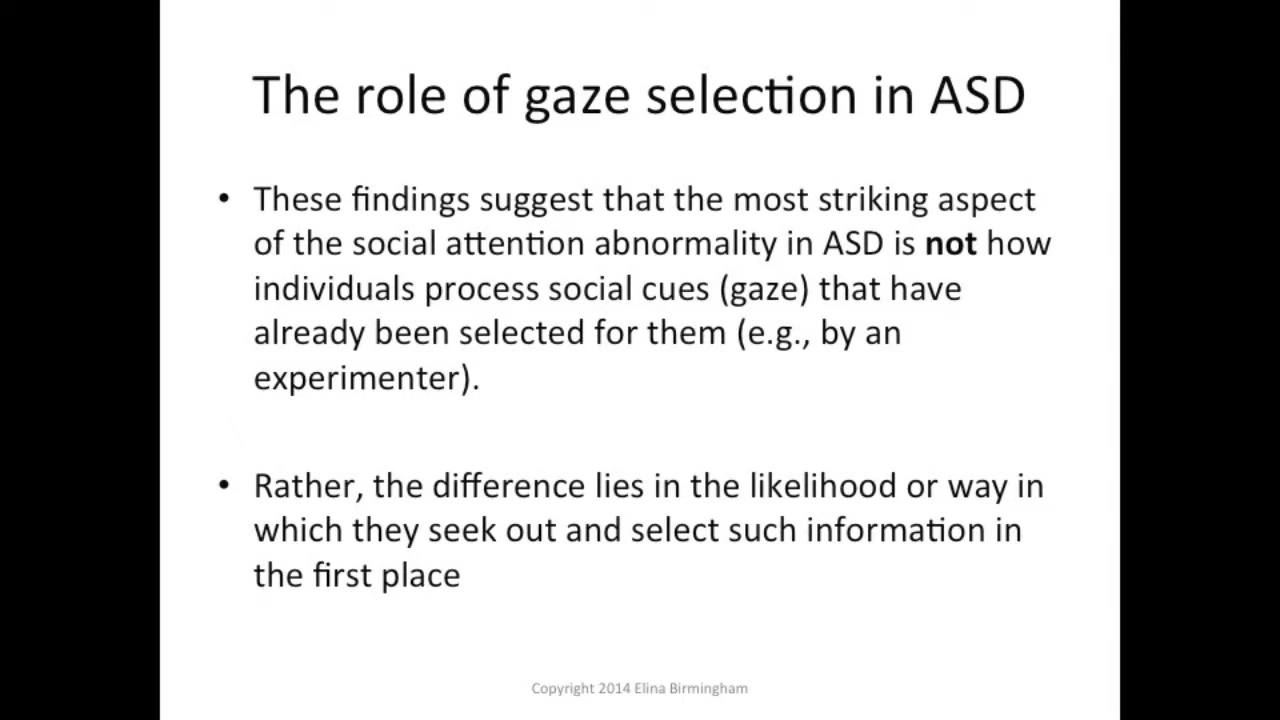 The role of gaze selection in ASD
• These findings suggest that the most striking aspect
of the social attention abnormality in ASD is not how
individuals process social cues (gaze) that have
already been selected for them (e.g., by an
experimenter).
• Rather, the difference lies in the likelihood or way in
which they seek out and select such information in
the first place
Copyright 2014 Elina Birmingham